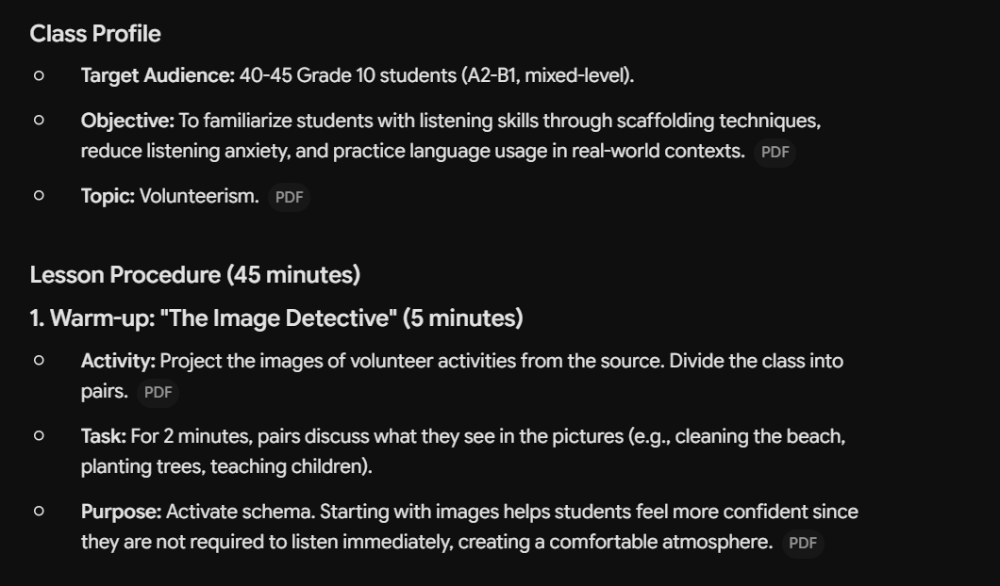 Class Profile
Target Audience: 40-45 Grade 10 students (A2-B1, mixed-level).
Objective: To familiarize students with listening skills through scaffolding techniques,
reduce listening anxiety, and practice language usage in real-world contexts. PDF
Topic: Volunteerism. PDF
Lesson Procedure (45 minutes)
1. Warm-up: "The Image Detective" (5 minutes)
Activity: Project the images of volunteer activities from the source. Divide the class into
pairs. PDF
Task: For 2 minutes, pairs discuss what they see in the pictures (e.g., cleaning the beach,
planting trees, teaching children).
Purpose: Activate schema. Starting with images helps students feel more confident since
they are not required to listen immediately, creating a comfortable atmosphere. PDF